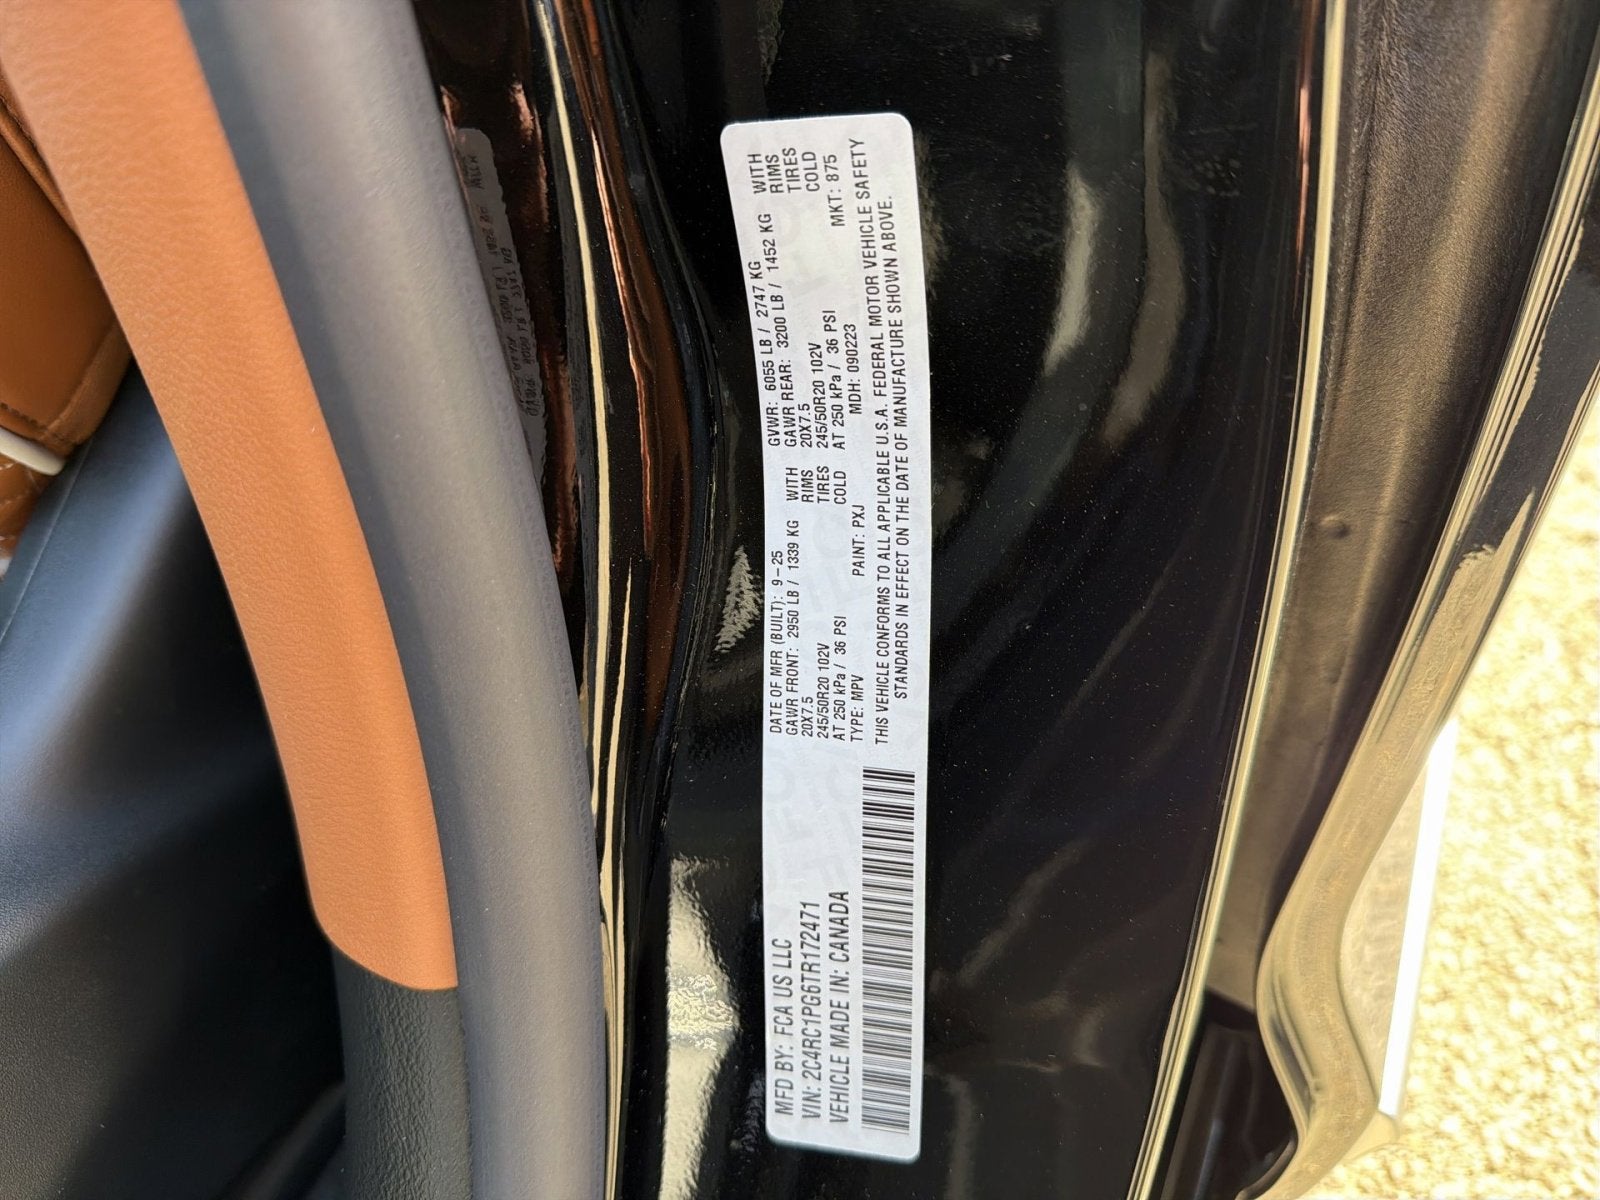 MFD BY: FCA US LLC
VIN: 2C4RC1PG6TR172471
VEHICLE MADE IN: CANADA
DATE OF MFR (BUILT): 9-25 GVWR: 6055 LB / 2747 KG
GAWR FRONT: 2950 LB / 1339 KG WITH GAWR REAR: 3200 LB / 1452 KG WITH
20X7.5 RIMS 20X7.5 RIMS
245/50R20 102V TIRES 245/50R20 102V TIRES
AT 250 kPa / 36 PSI COLD AT 250 kPa / 36 PSI COLD
TYPE: MPV PAINT: PXJ MDH: 090223 MKT: 875
THIS VEHICLE CONFORMS TO ALL APPLICABLE U.S.A. FEDERAL MOTOR VEHICLE SAFETY
STANDARDS IN EFFECT ON THE DATE OF MANUFACTURE SHOWN ABOVE.